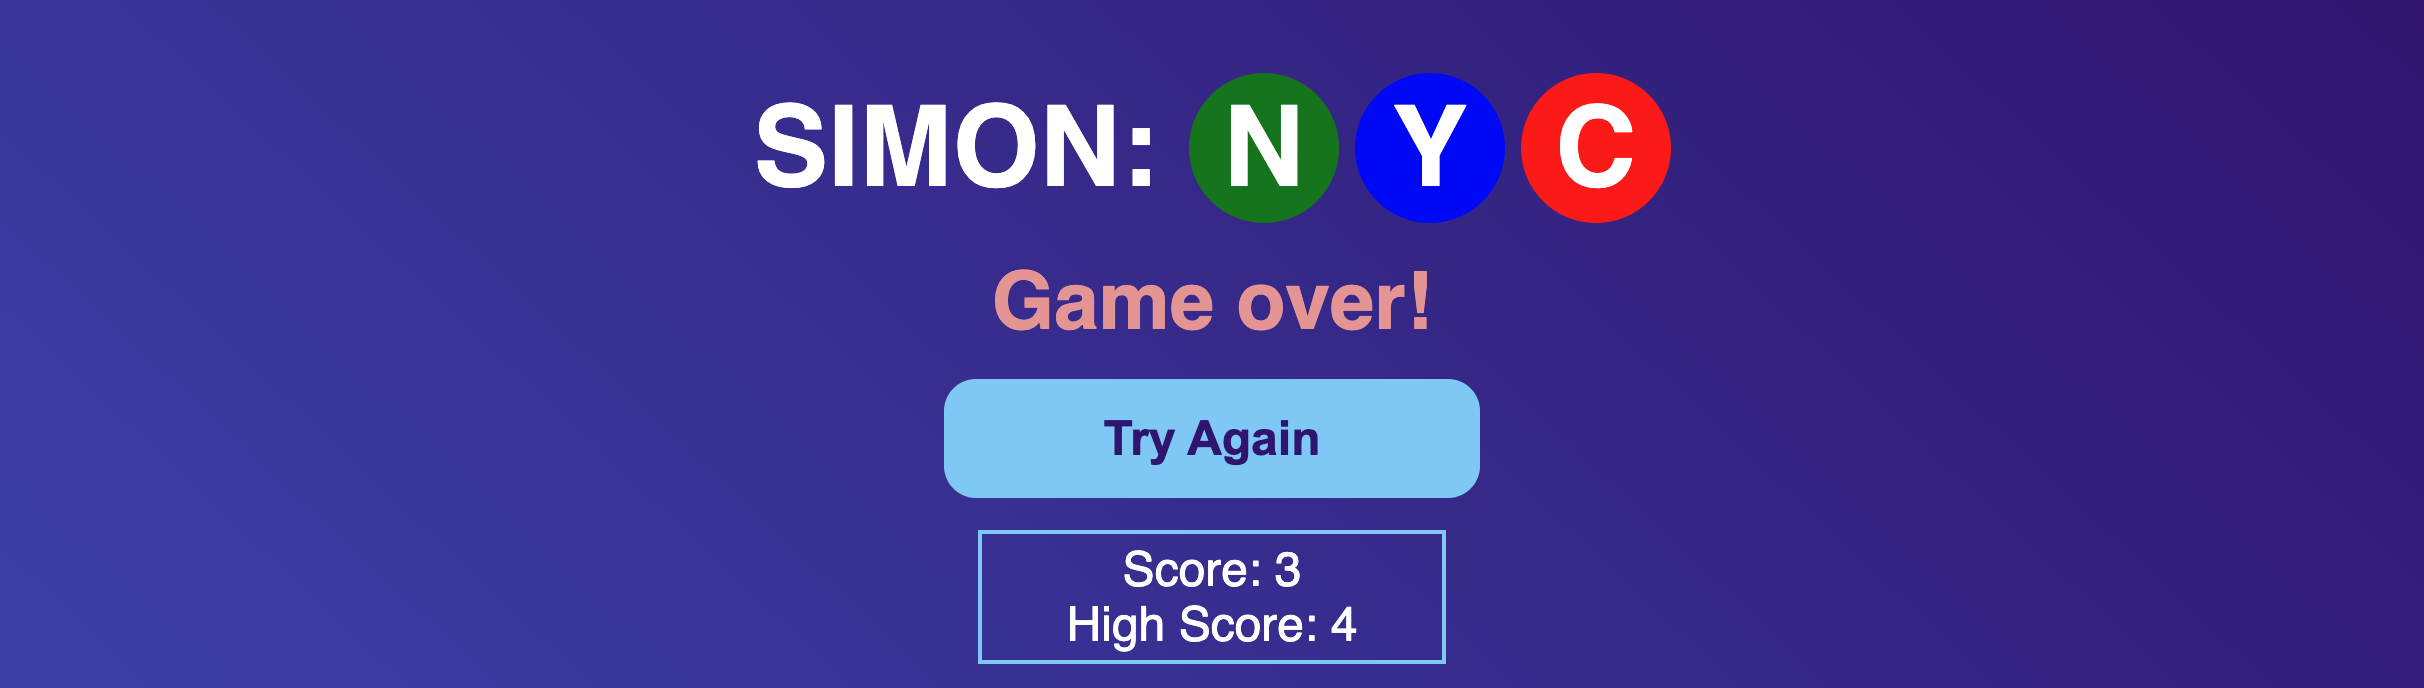 SIMON: N Y C
Game over!
Try Again
Score: 3
High Score: 4